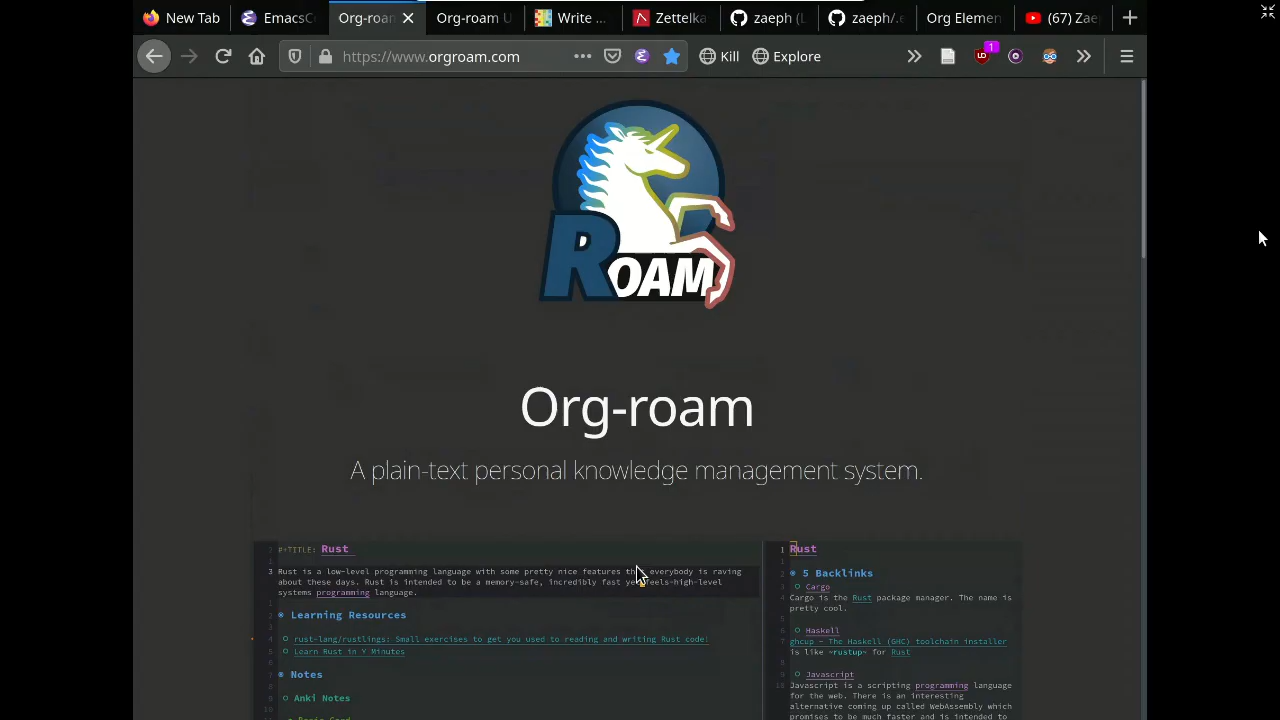 New Tab
EmacsC
Org-roam
Org-roam U
Write ...
Zettelka
zaeph (L
zaeph/.e
Org Elemen
(67) Zae
https://www.orgroam.com
Kill
Explore
1
ROAM
Org-roam
A plain-text personal knowledge management system.
TITLE: Rust
3 Rust is a low-level programming language with some pretty nice features everybody is raving
about these days. Rust is intended to be a memory-safe, incredibly fast yet feels-high-level
systems programming language.
Learning Resources
rust-lang/rustlings: Small exercises to get you used to reading and writing Rust code!
Learn Rust in Y Minutes
Notes
Anki Notes
1 Rust
5 Backlinks
Cargo
Cargo is the Rust package manager. The name is
pretty cool.
Haskell
ghcup - The Haskell (GHC) toolchain installer
is like ~rustup~ for Rust
Javascript
Javascript is a scripting programming language
for the web. There is an interesting
alternative coming up called WebAssembly which
promises to be much faster and is intended to